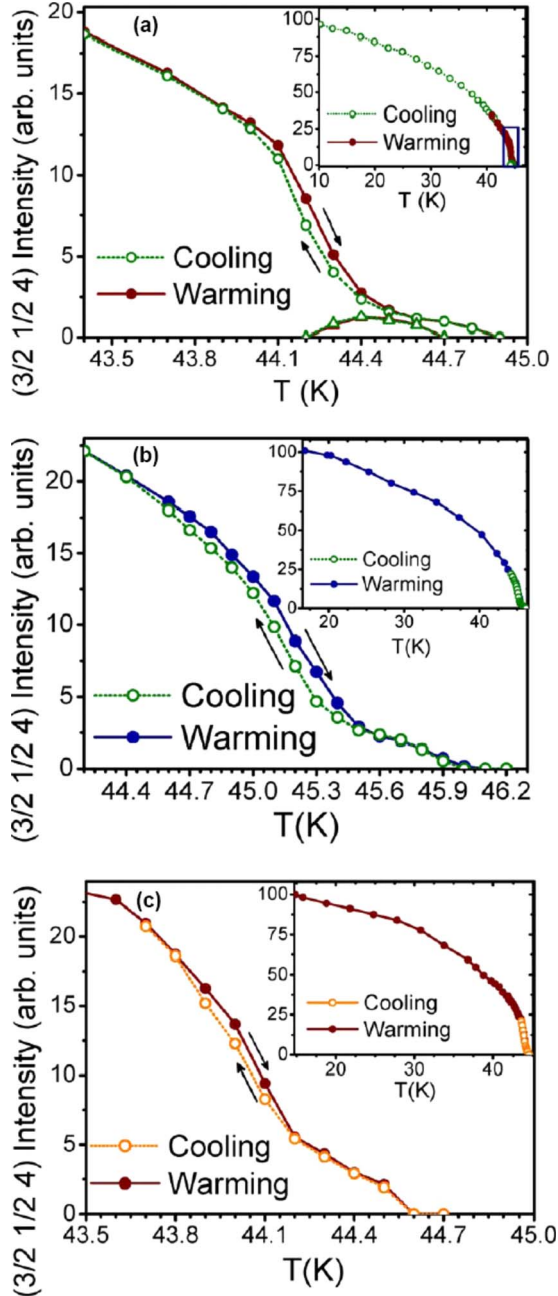 (a)
(3/2 1/2 4) Intensity (arb. units)
20
15
10
5
0
43.5 43.8 44.1 44.4 44.7 45.0
T (K)
Cooling
Warming
100
75
50
25
0
10 20 30 40
T (K)
Cooling
Warming
(b)
(3/2 1/2 4) Intensity (arb. units)
20
15
10
5
0
44.4 44.7 45.0 45.3 45.6 45.9 46.2
T(K)
Cooling
Warming
100
75
50
25
0
20 30 40
T(K)
Cooling
Warming
(c)
(3/2 1/2 4) Intensity (arb. units)
20
15
10
5
0
43.5 43.8 44.1 44.4 44.7 45.0
T(K)
Cooling
Warming
100
75
50
25
0
20 30 40
T(K)
Cooling
Warming